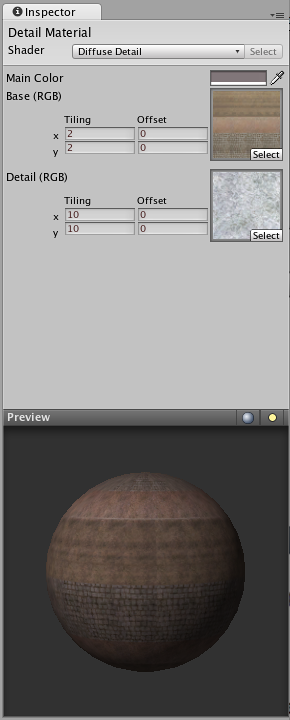 Inspector
Detail Material
Shader Diffuse Detail Select
Main Color
Base (RGB)
Tiling Offset
x 2 0
y 2 0
Select
Detail (RGB)
Tiling Offset
x 10 0
y 10 0
Select
Preview